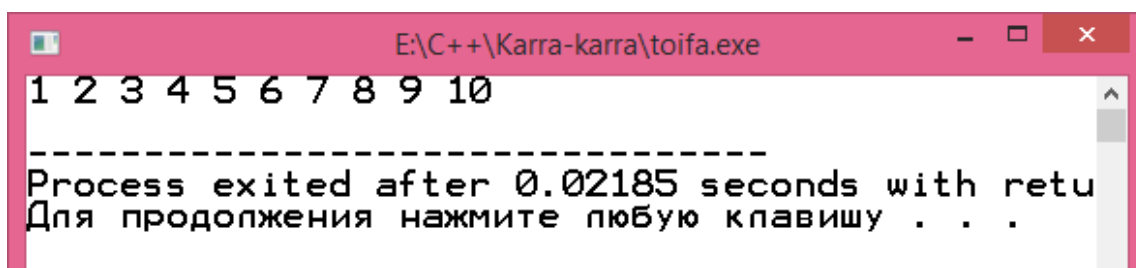 E:\C++\Karra-karra\toifa.exe
1 2 3 4 5 6 7 8 9 10
----------------------------------
Process exited after 0.02185 seconds with retu
Для продолжения нажмите любую клавишу . . .